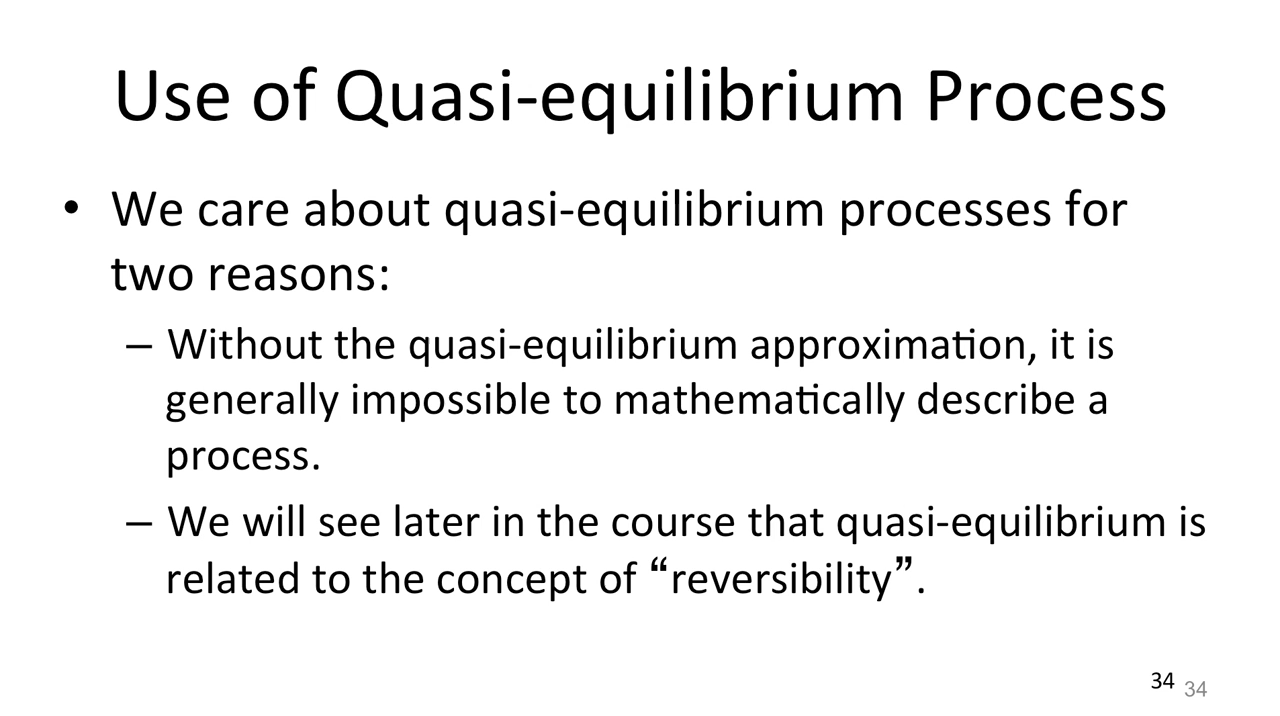 Use of Quasi-equilibrium Process
• We care about quasi-equilibrium processes for
two reasons:
– Without the quasi-equilibrium approximation, it is
generally impossible to mathematically describe a
process.
– We will see later in the course that quasi-equilibrium is
related to the concept of “reversibility”.
34 34